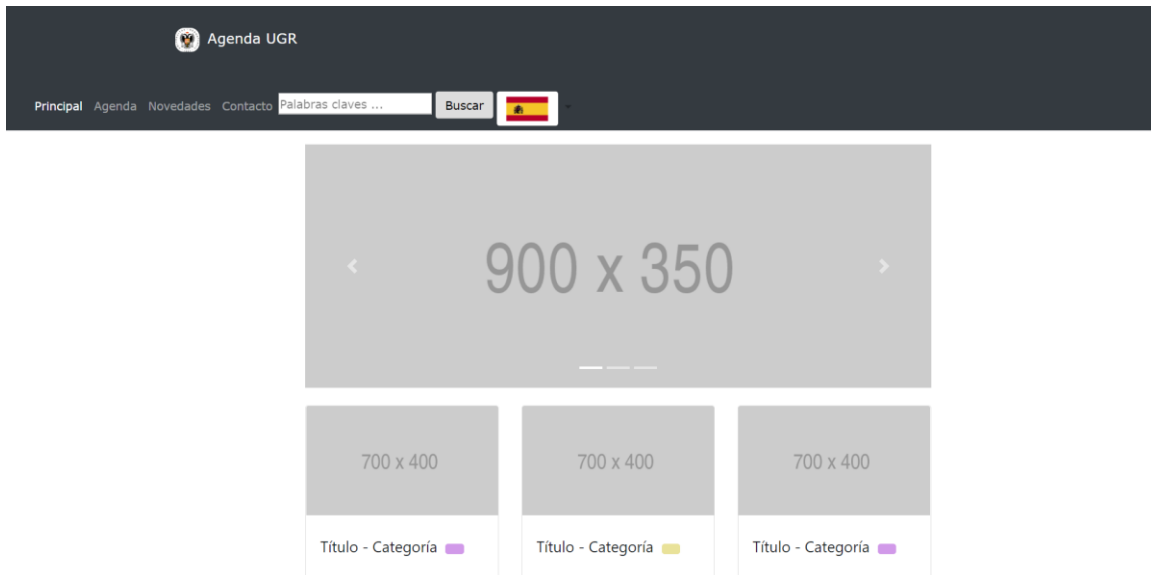 Agenda UGR
Principal Agenda Novedades Contacto Palabras claves ... Buscar
900 x 350
700 x 400 700 x 400 700 x 400
Título - Categoría Título - Categoría Título - Categoría